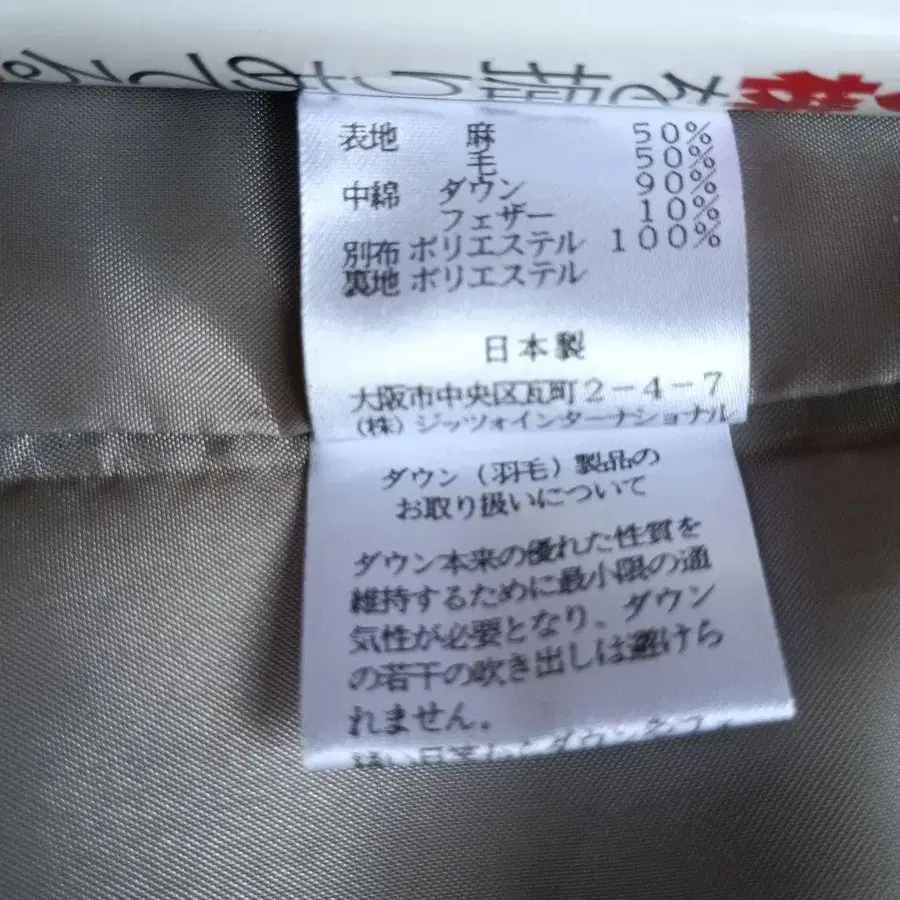 表地 麻 50%
毛 50%
中綿 ダウン 90%
フェザー 10%
別布 ポリエステル 100%
裏地 ポリエステル
日本製
大阪市中央区瓦町2-4-7
(株) ジッツォインターナショナル
ダウン(羽毛)製品の
お取り扱いについて
ダウン本来の優れた性質を
維持するために最小限の通
気性が必要となり、ダウン
の若干の吹き出しは避けら
れません。